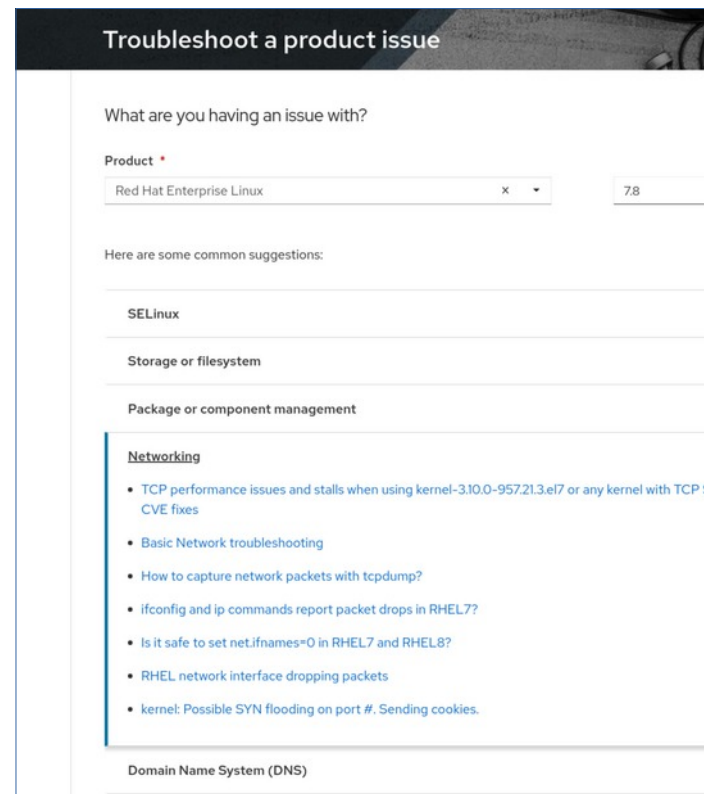 Troubleshoot a product issue
What are you having an issue with?
Product *
Red Hat Enterprise Linux x 7.8
Here are some common suggestions:
SELinux
Storage or filesystem
Package or component management
Networking
• TCP performance issues and stalls when using kernel-3.10.0-957.21.3.el7 or any kernel with TCP
CVE fixes
• Basic Network troubleshooting
• How to capture network packets with tcpdump?
• ifconfig and ip commands report packet drops in RHEL7?
• Is it safe to set net.ifnames=0 in RHEL7 and RHEL8?
• RHEL network interface dropping packets
• kernel: Possible SYN flooding on port #. Sending cookies.
Domain Name System (DNS)